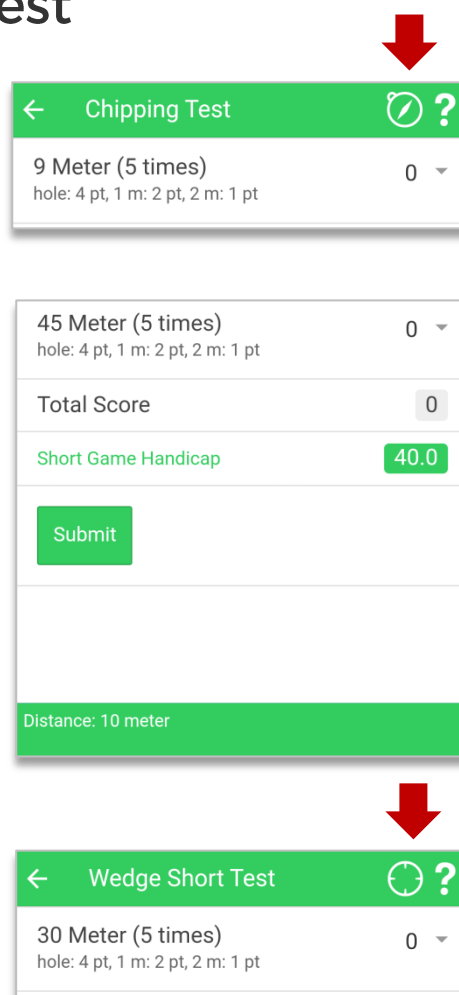 est
Chipping Test ?
9 Meter (5 times) 0
hole: 4 pt, 1 m: 2 pt, 2 m: 1 pt
45 Meter (5 times) 0
hole: 4 pt, 1 m: 2 pt, 2 m: 1 pt
Total Score 0
Short Game Handicap 40.0
Submit
Distance: 10 meter
Wedge Short Test ?
30 Meter (5 times) 0
hole: 4 pt, 1 m: 2 pt, 2 m: 1 pt